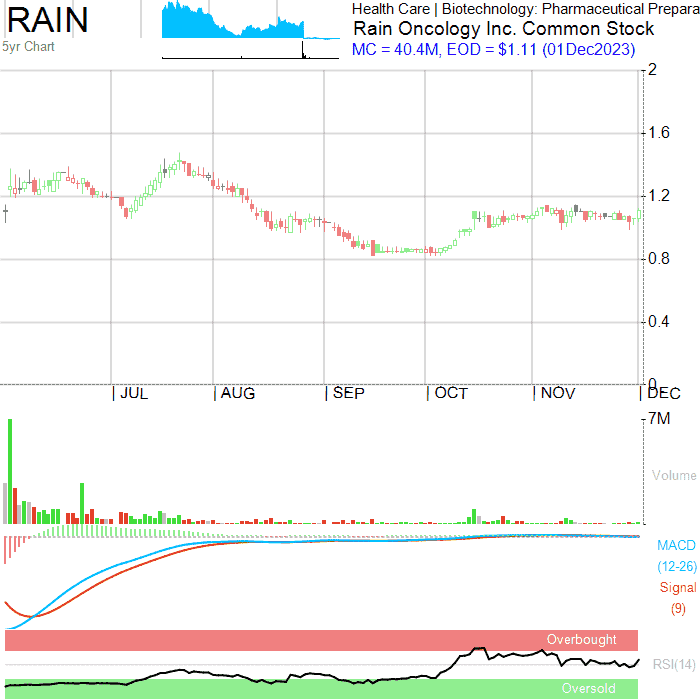 RAIN
Health Care | Biotechnology: Pharmaceutical Prepara
Rain Oncology Inc. Common Stock
5yr Chart
MC = 40.4M, EOD = $1.11 (01Dec2023)
2
1.6
1.2
0.8
0.4
0
JUL AUG SEP OCT NOV DEC
7M
Volume
MACD
(12-26)
Signal
(9)
Overbought
RSI(14)
Oversold